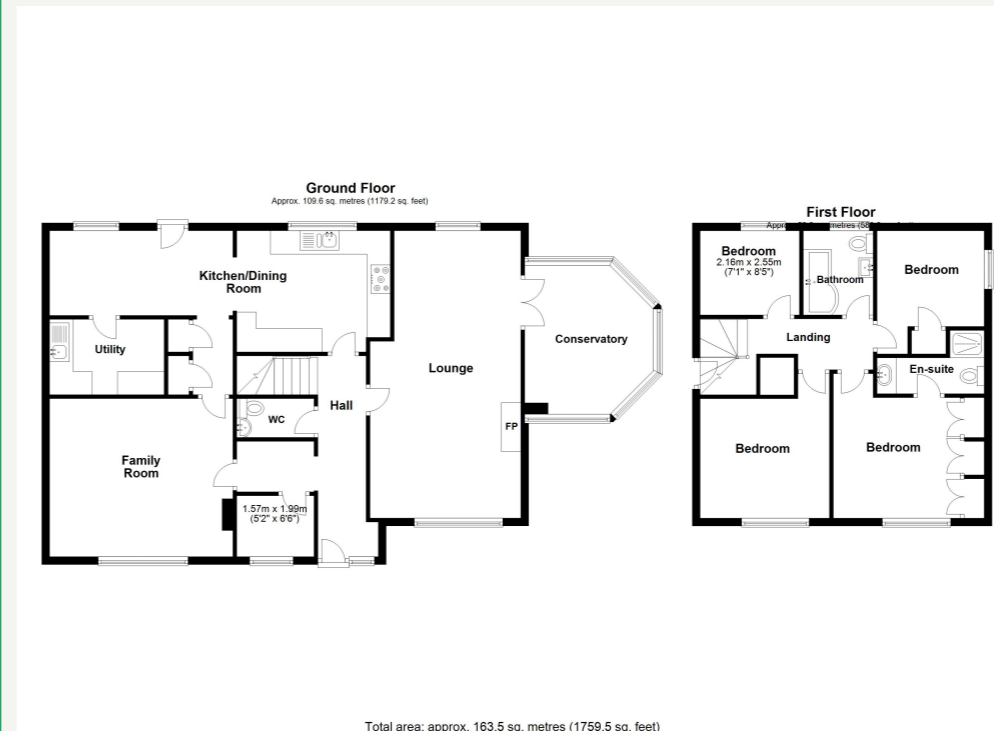 Ground Floor
Approx. 109.6 sq. metres (1179.2 sq. feet)
Kitchen/Dining
Room
Utility
Lounge
Conservatory
Hall
WC
FP
Family
Room
1.57m x 1.99m
(5'2" x 6'6")
First Floor
metres
Bedroom
2.16m x 2.55m
(7'1" x 8'5")
Bathroom
Bedroom
Landing
En-suite
Bedroom
Bedroom
Total area: approx. 163.5 sq. metres (1759.5 sq. feet)